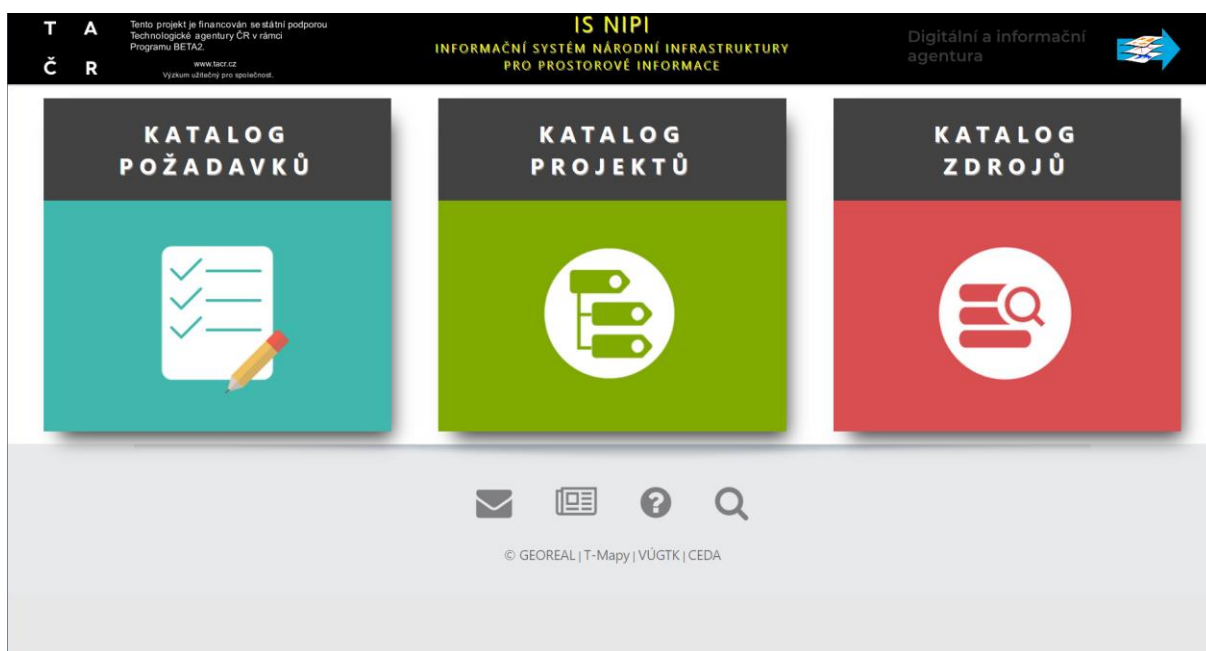 T A
Č R
Tento projekt je financován se státní podporou
Technologické agentury ČR v rámci
Programu BETA2.
www.tacr.cz
Výzkum užitečný pro společnost.
IS NIPI
INFORMAČNÍ SYSTÉM NÁRODNÍ INFRASTRUKTURY
PRO PROSTOROVÉ INFORMACE
Digitální a informační
agentura
KATALOG
POŽADAVKŮ
KATALOG
PROJEKTŮ
KATALOG
ZDROJŮ
© GEOREAL | T-Mapy | VÚGTK | CEDA